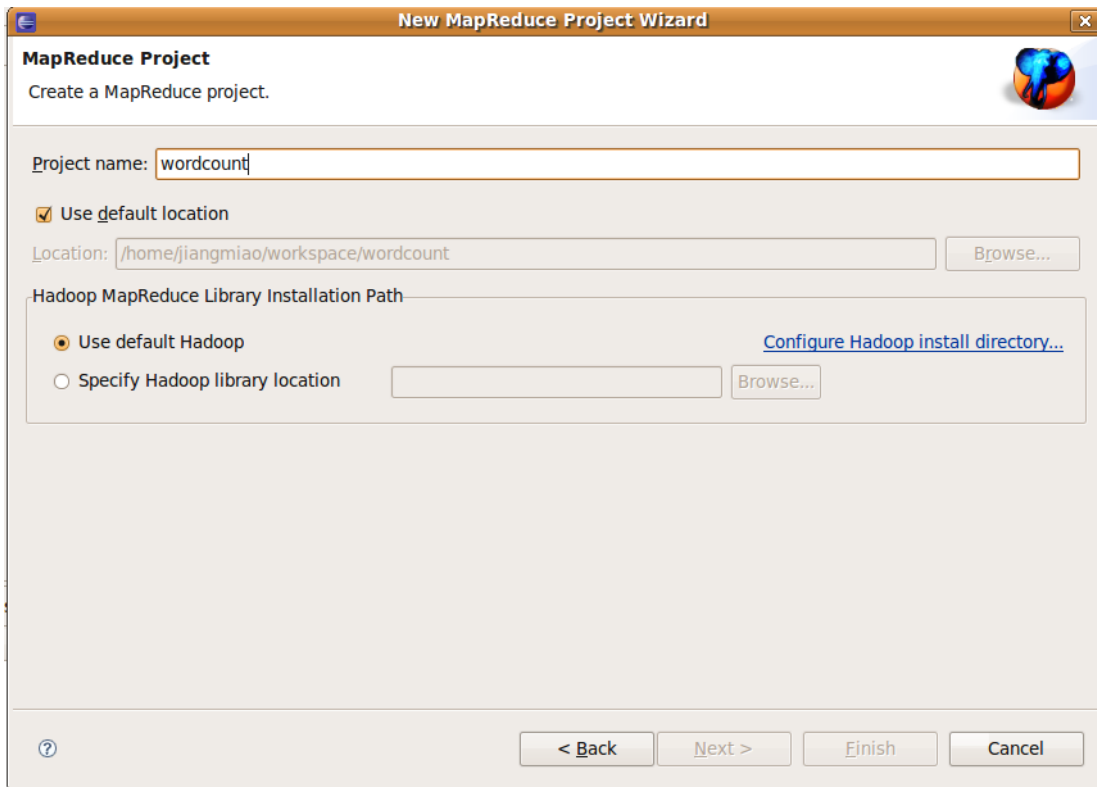 New MapReduce Project Wizard
MapReduce Project
Create a MapReduce project.
Project name: wordcount
Use default location
Location: /home/jiangmiao/workspace/wordcount Browse...
Hadoop MapReduce Library Installation Path
Use default Hadoop Configure Hadoop install directory...
Specify Hadoop library location Browse...
? < Back Next > Finish Cancel